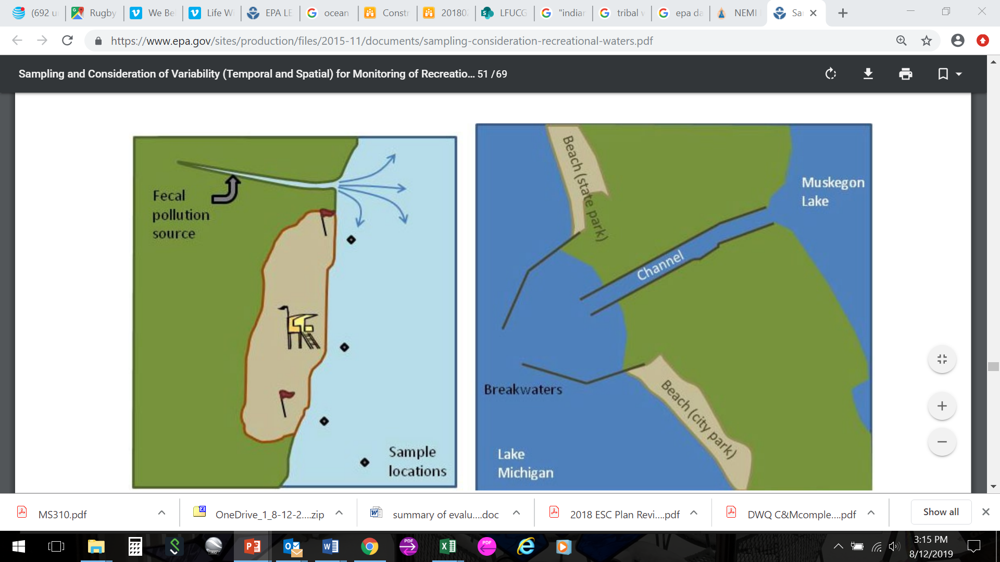 (692 u
Rugby
We Be
Life Wi
EPA LE
ocean
Constr
20180
LFUCG
"indiar
tribal w
epa da
NEMI
Sa
https://www.epa.gov/sites/production/files/2015-11/documents/sampling-consideration-recreational-waters.pdf
Sampling and Consideration of Variability (Temporal and Spatial) for Monitoring of Recreatio... 51 /69
Fecal
pollution
source
Sample
locations
Beach (state park)
Muskegon
Lake
Channel
Breakwaters
Beach (city park)
Lake
Michigan
MS310.pdf
OneDrive_1_8-12-2....zip
summary of evalu....doc
2018 ESC Plan Revi....pdf
DWQ C&Mcomple....pdf
Show all
3:15 PM
8/12/2019